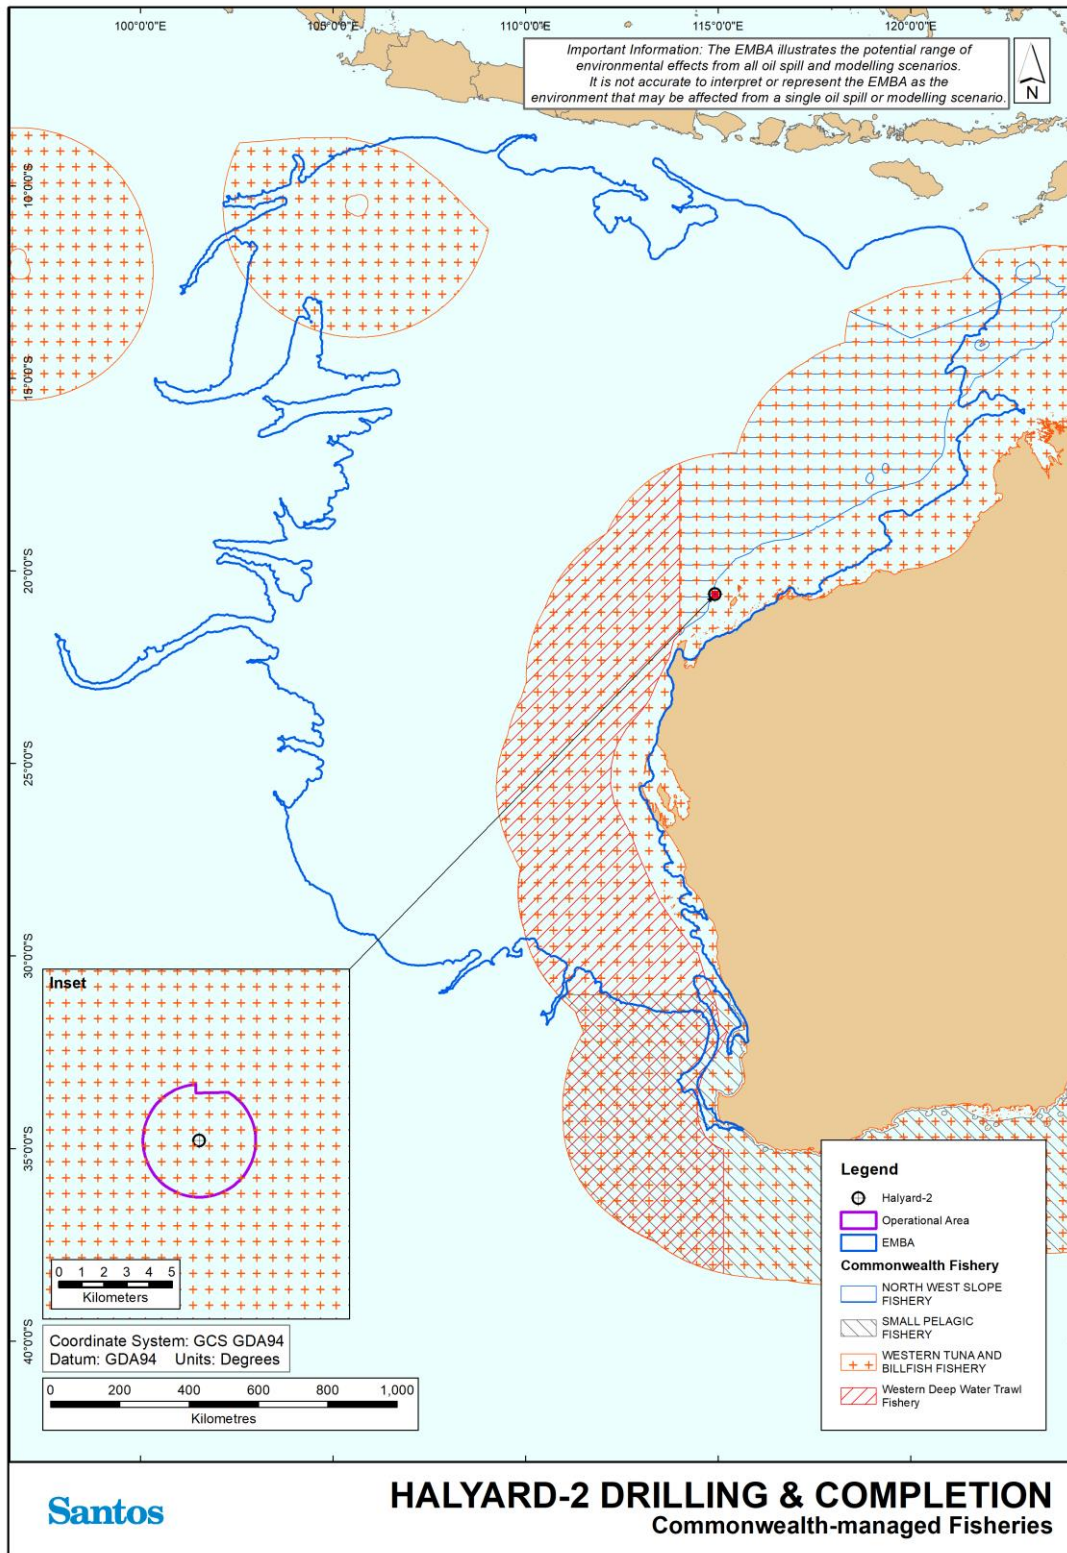 100°0'0"E
105°0'0"E
110°0'0"E
115°0'0"E
120°0'0"E
Important Information: The EMBA illustrates the potential range of
environmental effects from all oil spill and modelling scenarios.
It is not accurate to interpret or represent the EMBA as the
environment that may be affected from a single oil spill or modelling scenario.
N
10°0'0"S
15°0'0"S
20°0'0"S
25°0'0"S
30°0'0"S
35°0'0"S
40°0'0"S
Inset
0 1 2 3 4 5
Kilometers
Coordinate System: GCS GDA94
Datum: GDA94 Units: Degrees
0 200 400 600 800 1,000
Kilometres
Legend
Halyard-2
Operational Area
EMBA
Commonwealth Fishery
NORTH WEST SLOPE
FISHERY
SMALL PELAGIC
FISHERY
WESTERN TUNA AND
BILLFISH FISHERY
Western Deep Water Trawl
Fishery
Santos
HALYARD-2 DRILLING & COMPLETION
Commonwealth-managed Fisheries